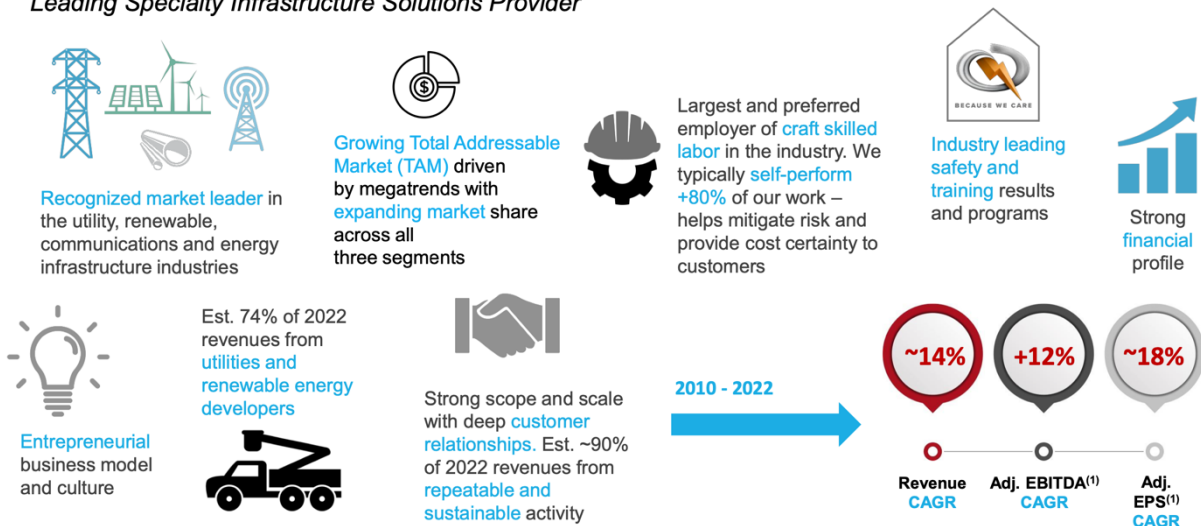 Leading Specialty Infrastructure Solutions Provider
Recognized market leader in
the utility, renewable,
communications and energy
infrastructure industries
Growing Total Addressable
Market (TAM) driven
by megatrends with
expanding market share
across all
three segments
Largest and preferred
employer of craft skilled
labor in the industry. We
typically self-perform
+80% of our work –
helps mitigate risk and
provide cost certainty to
customers
BECAUSE WE CARE
Industry leading
safety and
training results
and programs
Strong
financial
profile
Entrepreneurial
business model
and culture
Est. 74% of 2022
revenues from
utilities and
renewable energy
developers
Strong scope and scale
with deep customer
relationships. Est. ~90%
of 2022 revenues from
repeatable and
sustainable activity
2010 - 2022
~14%
Revenue
CAGR
+12%
Adj. EBITDA(1)
CAGR
~18%
Adj.
EPS(1)
CAGR